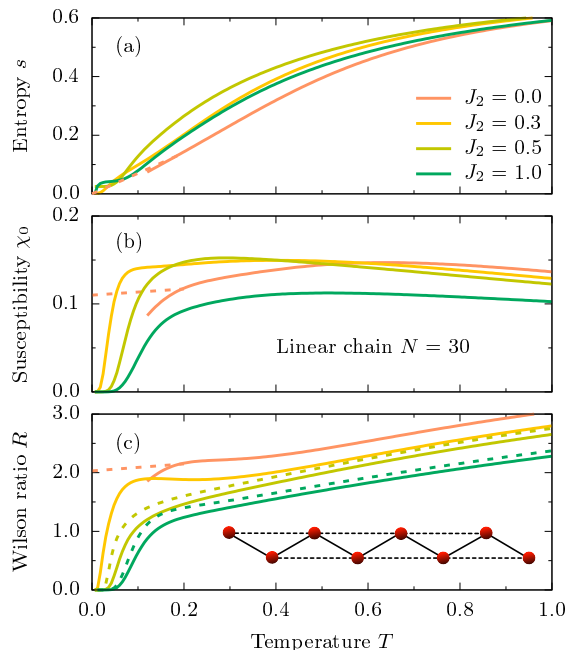 0.6
(a)
0.4
Entropy s
J₂ = 0.0
J₂ = 0.3
0.2
J₂ = 0.5
J₂ = 1.0
0.0
0.2
(b)
Susceptibility χ₀
0.1
Linear chain N = 30
0.0
3.0
(c)
2.0
Wilson ratio R
1.0
0.0
0.0 0.2 0.4 0.6 0.8 1.0
Temperature T